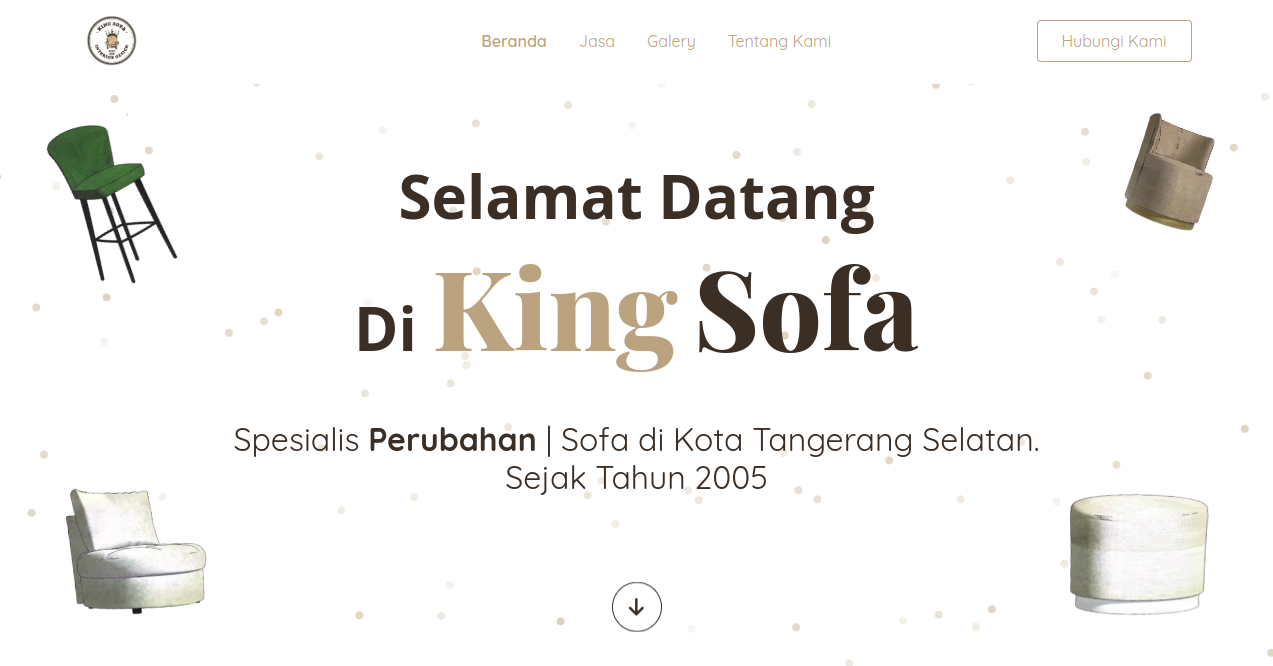 KING SOFA
INTERIOR DESIGN
Beranda
Jasa
Galery
Tentang Kami
Hubungi Kami
Selamat Datang
Di King Sofa
Spesialis Perubahan | Sofa di Kota Tangerang Selatan.
Sejak Tahun 2005